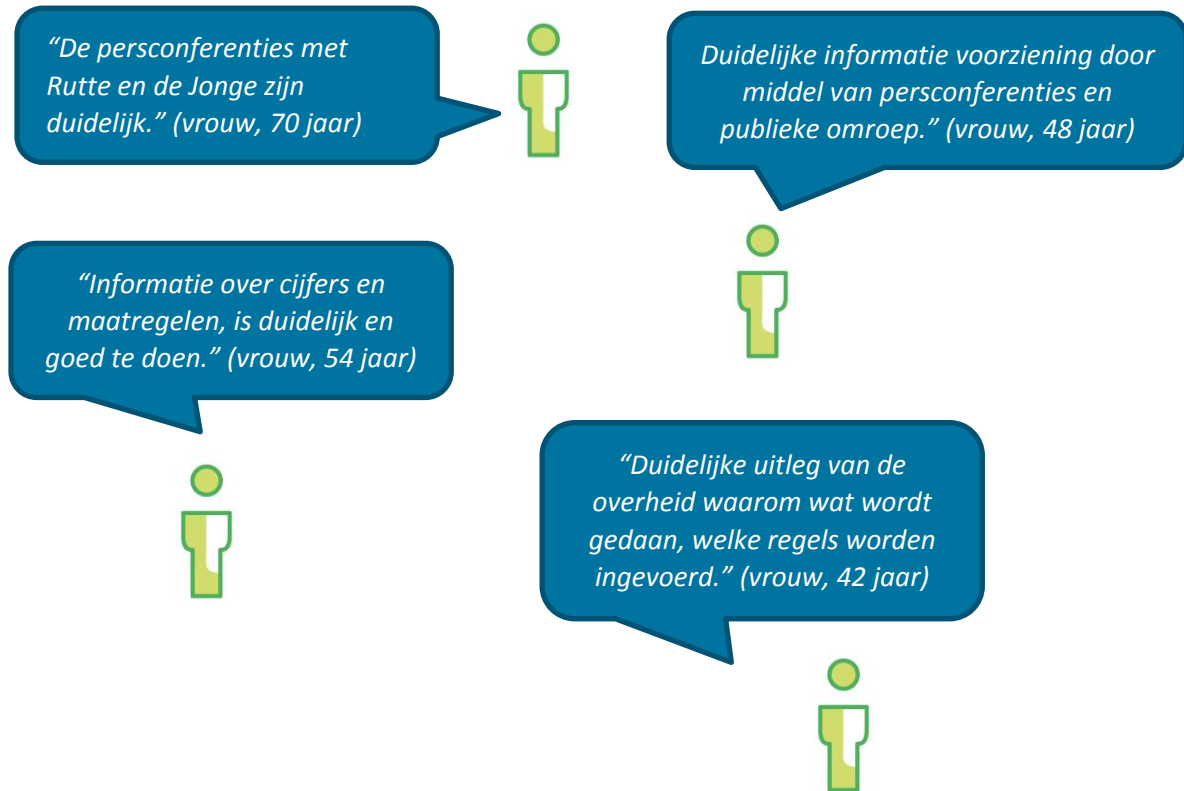 “De persconferenties met
Rutte en de Jonge zijn
duidelijk.” (vrouw, 70 jaar)
Duidelijke informatie voorziening door
middel van persconferenties en
publieke omroep.” (vrouw, 48 jaar)
“Informatie over cijfers en
maatregelen, is duidelijk en
goed te doen.” (vrouw, 54 jaar)
“Duidelijke uitleg van de
overheid waarom wat wordt
gedaan, welke regels worden
ingevoerd.” (vrouw, 42 jaar)